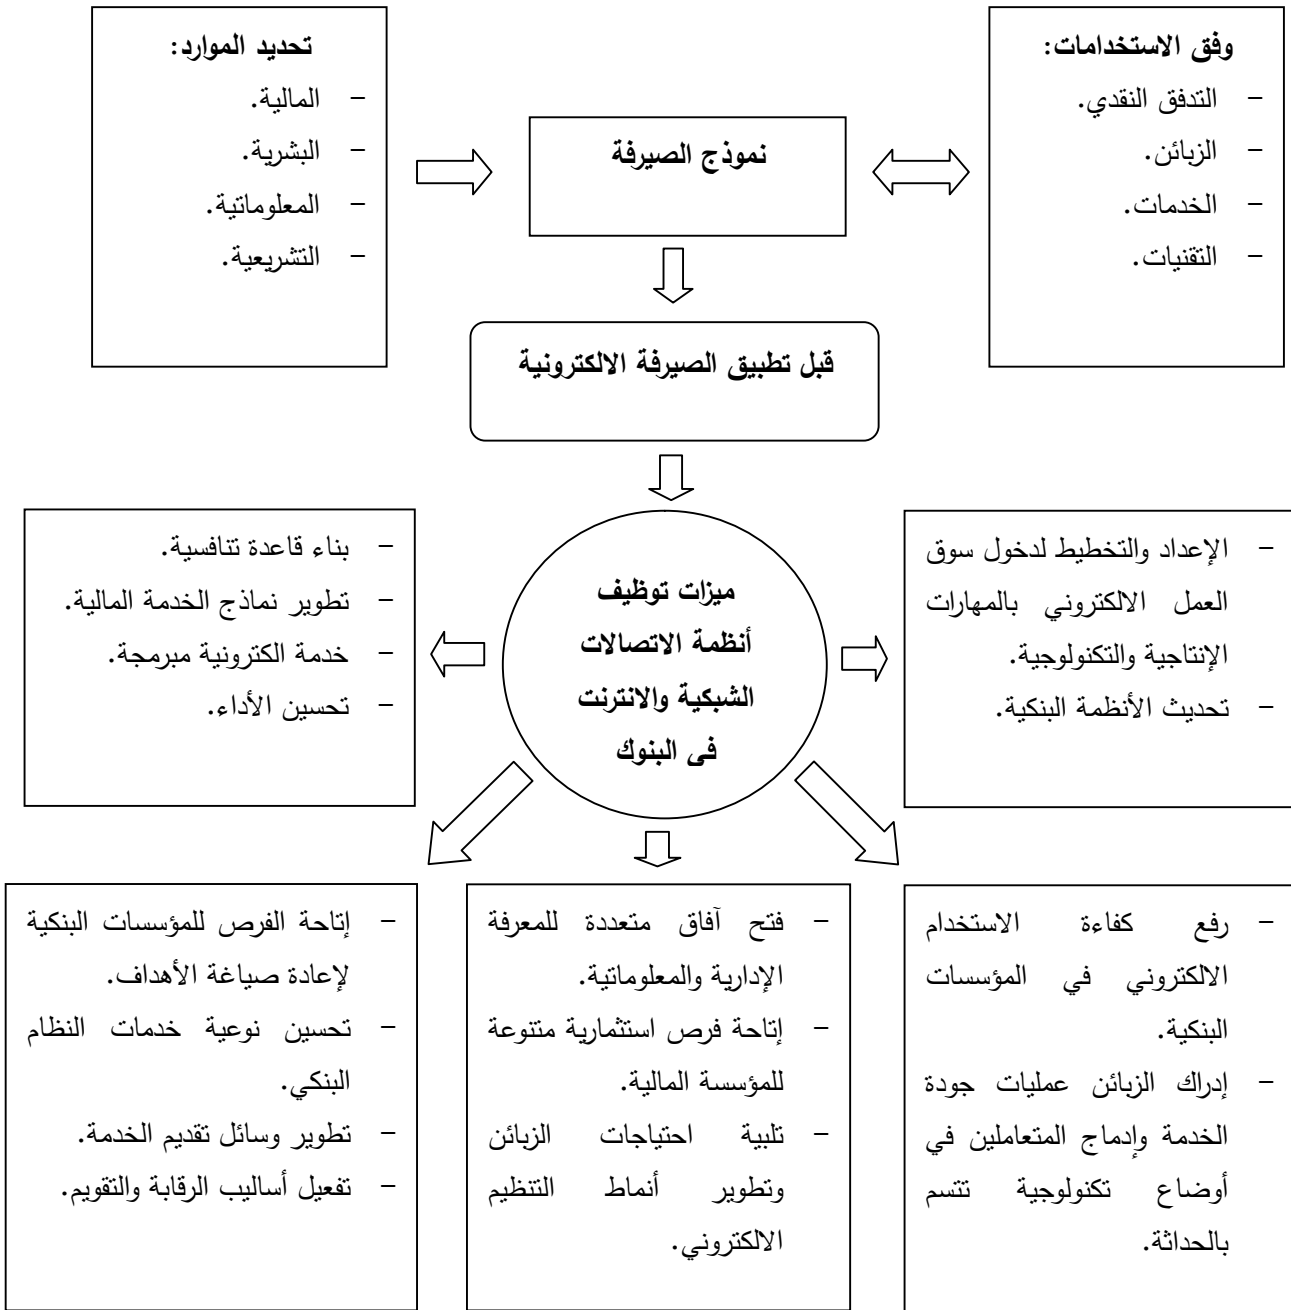 وفق الاستخدامات:
- التدفق النقدي.
- الزبائن.
- الخدمات.
- التقنيات.
نموذج الصيرفة
تحديد الموارد:
- المالية.
- البشرية.
- المعلوماتية.
- التشريعية.
قبل تطبيق الصيرفة الالكترونية
ميزات توظيف
أنظمة الاتصالات
الشبكية والانترنت
في البنوك
- الإعداد والتخطيط لدخول سوق
العمل الالكتروني بالمهارات
الإنتاجية والتكنولوجية.
- تحديث الأنظمة البنكية.
- بناء قاعدة تنافسية.
- تطوير نماذج الخدمة المالية.
- خدمة الكترونية مبرمجة.
- تحسين الأداء.
- رفع كفاءة الاستخدام
الالكتروني في المؤسسات
البنكية.
- إدراك الزبائن عمليات جودة
الخدمة وإدماج المتعاملين في
أوضاع تكنولوجية تتسم
بالحداثة.
- فتح آفاق متعددة للمعرفة
الإدارية والمعلوماتية.
- إتاحة فرص استثمارية متنوعة
للمؤسسة المالية.
- تلبية احتياجات الزبائن
وتطوير أنماط التنظيم
الالكتروني.
- إتاحة الفرص للمؤسسات البنكية
لإعادة صياغة الأهداف.
- تحسين نوعية خدمات النظام
البنكي.
- تطوير وسائل تقديم الخدمة.
- تفعيل أساليب الرقابة والتقويم.